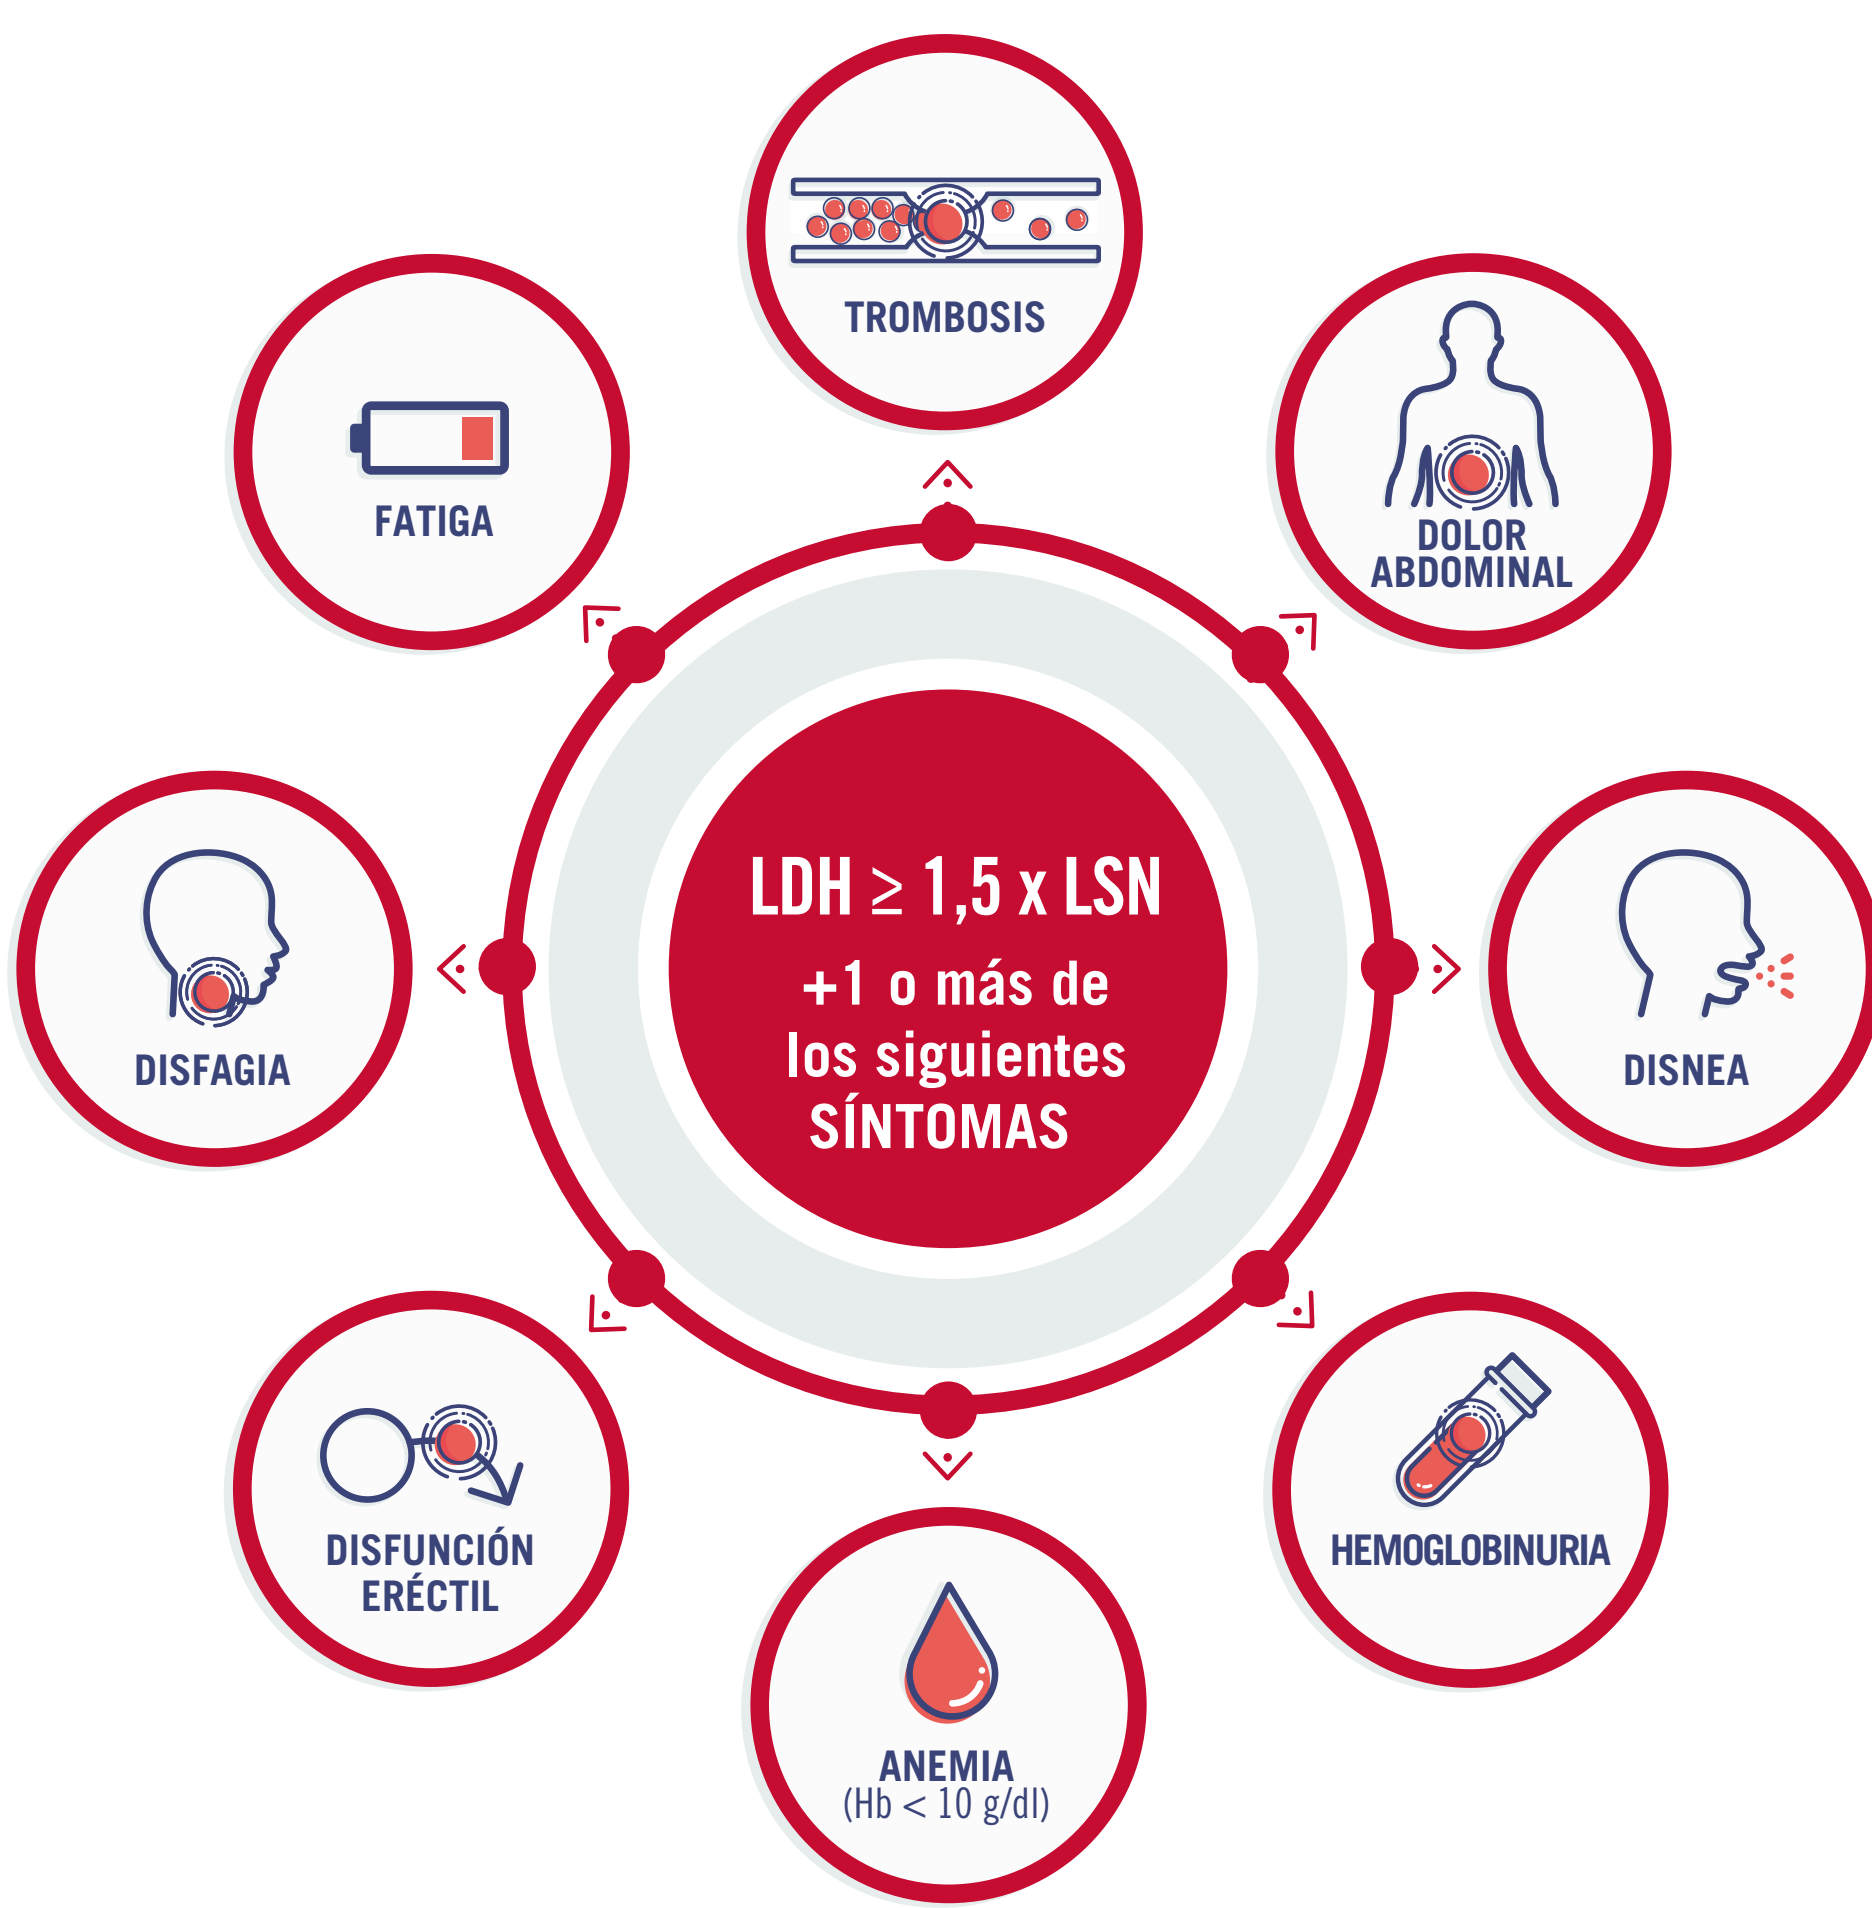 TROMBOSIS
FATIGA
DOLOR
ABDOMINAL
LDH ≥ 1,5 x LSN
+1 o más de
los siguientes
SÍNTOMAS
DISFAGIA
DISNEA
DISFUNCIÓN
ERÉCTIL
HEMOGLOBINURIA
ANEMIA
(Hb < 10 g/dl)